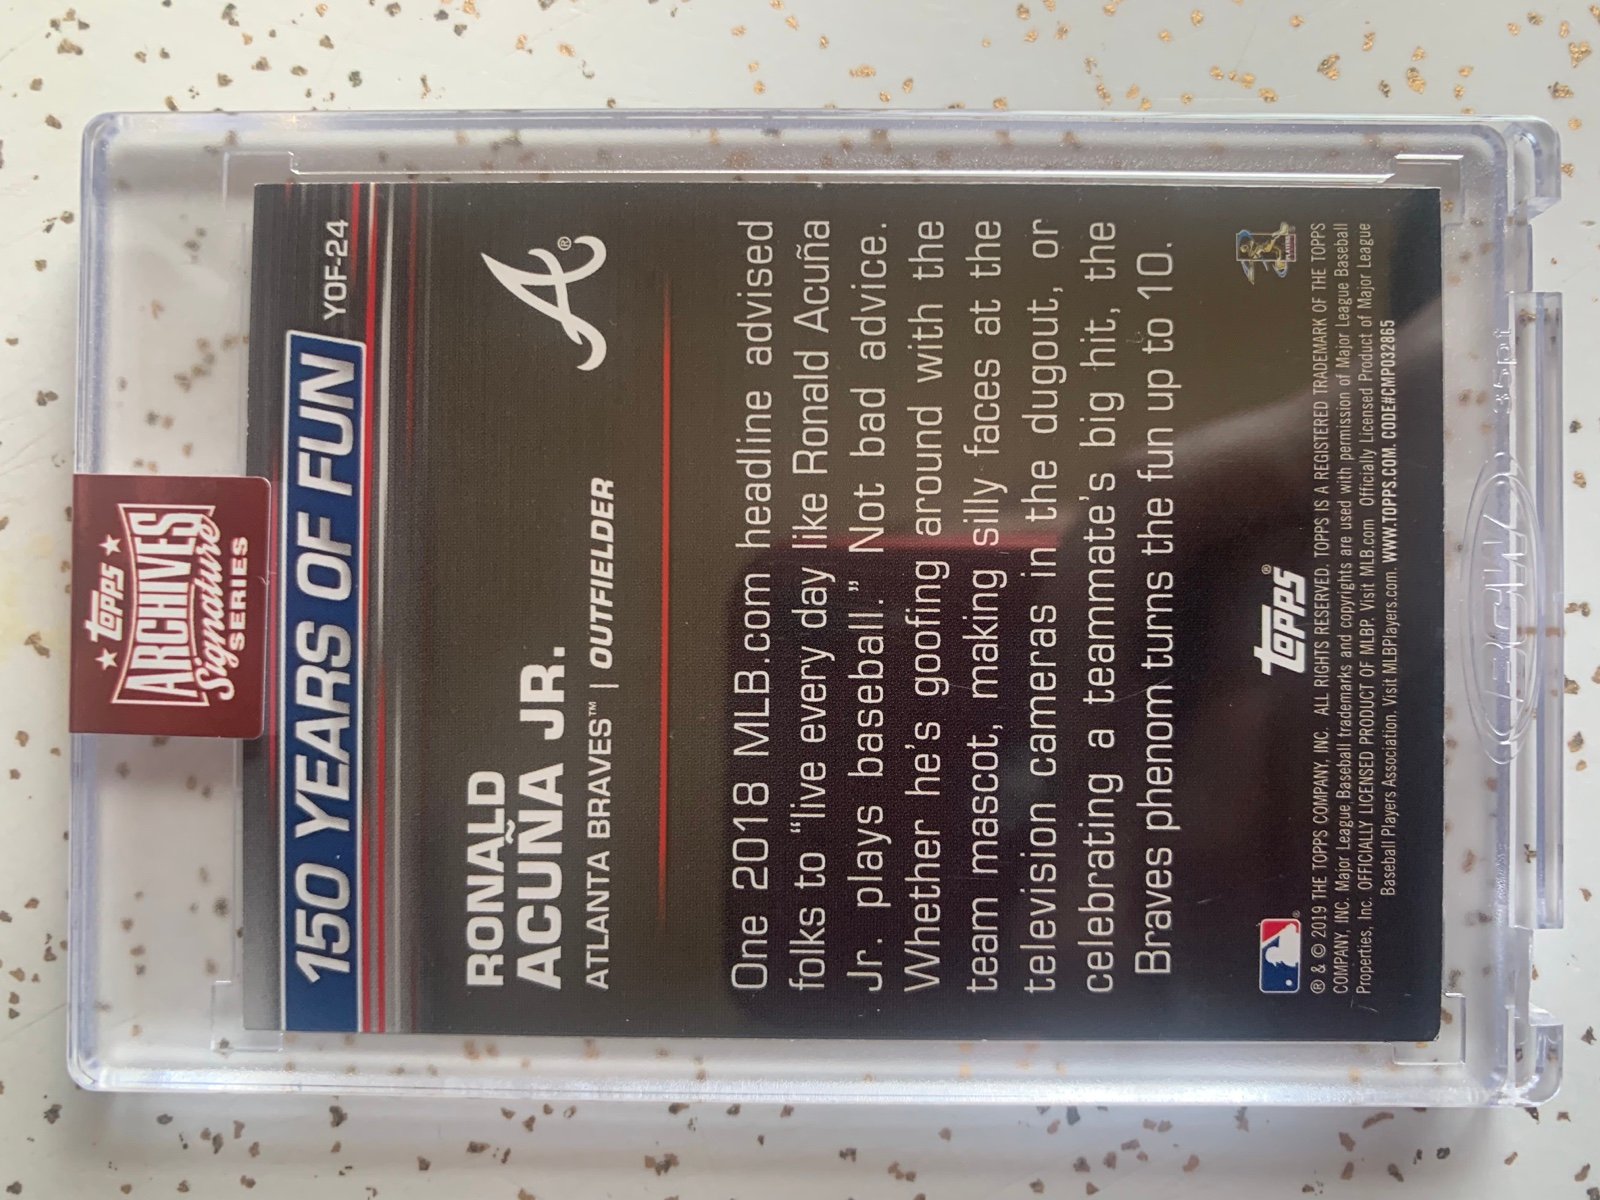 ★ topps ★
ARCHIVES
Signature
SERIES
150 YEARS OF FUN
YOF-24
RONALD
ACUÑA JR.
ATLANTA BRAVES™ | OUTFIELDER
A®
One 2018 MLB.com headline advised
folks to “live every day like Ronald Acuña
Jr. plays baseball.” Not bad advice.
Whether he’s goofing around with the
team mascot, making silly faces at the
television cameras in the dugout, or
celebrating a teammate’s big hit, the
Braves phenom turns the fun up to 10.
topps®
® & © 2019 THE TOPPS COMPANY, INC. ALL RIGHTS RESERVED. TOPPS IS A REGISTERED TRADEMARK OF THE TOPPS
COMPANY, INC. Major League Baseball trademarks and copyrights are used with permission of Major League Baseball
Properties, Inc. OFFICIALLY LICENSED PRODUCT OF MLBP. Visit MLB.com Officially Licensed Product of Major League
Baseball Players Association. Visit MLBPlayers.com. WWW.TOPPS.COM. CODE#CMP032865
35pt